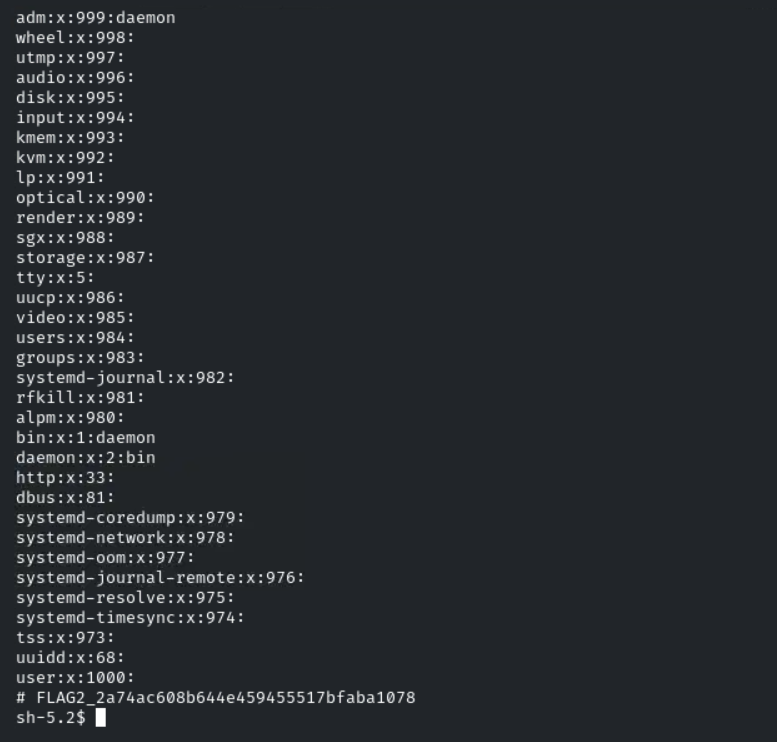 adm:x:999:daemon
wheel:x:998:
utmp:x:997:
audio:x:996:
disk:x:995:
input:x:994:
kmem:x:993:
kvm:x:992:
lp:x:991:
optical:x:990:
render:x:989:
sgx:x:988:
storage:x:987:
tty:x:5:
uucp:x:986:
video:x:985:
users:x:984:
groups:x:983:
systemd-journal:x:982:
rfkill:x:981:
alpm:x:980:
bin:x:1:daemon
daemon:x:2:bin
http:x:33:
dbus:x:81:
systemd-coredump:x:979:
systemd-network:x:978:
systemd-oom:x:977:
systemd-journal-remote:x:976:
systemd-resolve:x:975:
systemd-timesync:x:974:
tss:x:973:
uuidd:x:68:
user:x:1000:
# FLAG2_2a74ac608b644e459455517bfaba1078
sh-5.2$